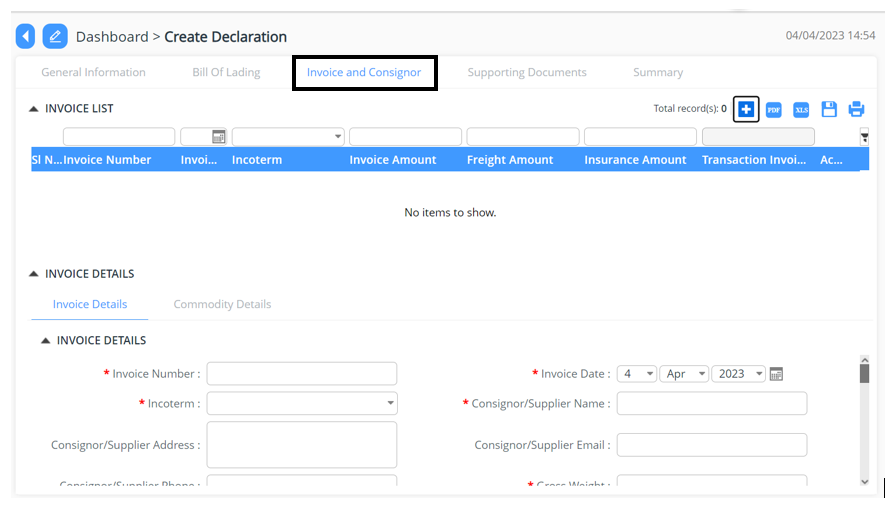 Dashboard > Create Declaration 04/04/2023 14:54
General Information Bill Of Lading Invoice and Consignor Supporting Documents Summary
INVOICE LIST Total record(s): 0 PDF XLS
Sl N... Invoice Number Invoi... Incoterm Invoice Amount Freight Amount Insurance Amount Transaction Invoi... Ac...
No items to show.
INVOICE DETAILS
Invoice Details Commodity Details
INVOICE DETAILS
* Invoice Number : * Invoice Date : 4 Apr 2023
* Incoterm : * Consignor/Supplier Name :
Consignor/Supplier Address : Consignor/Supplier Email :
Consignor/Supplier Phone : * Gross Weight :